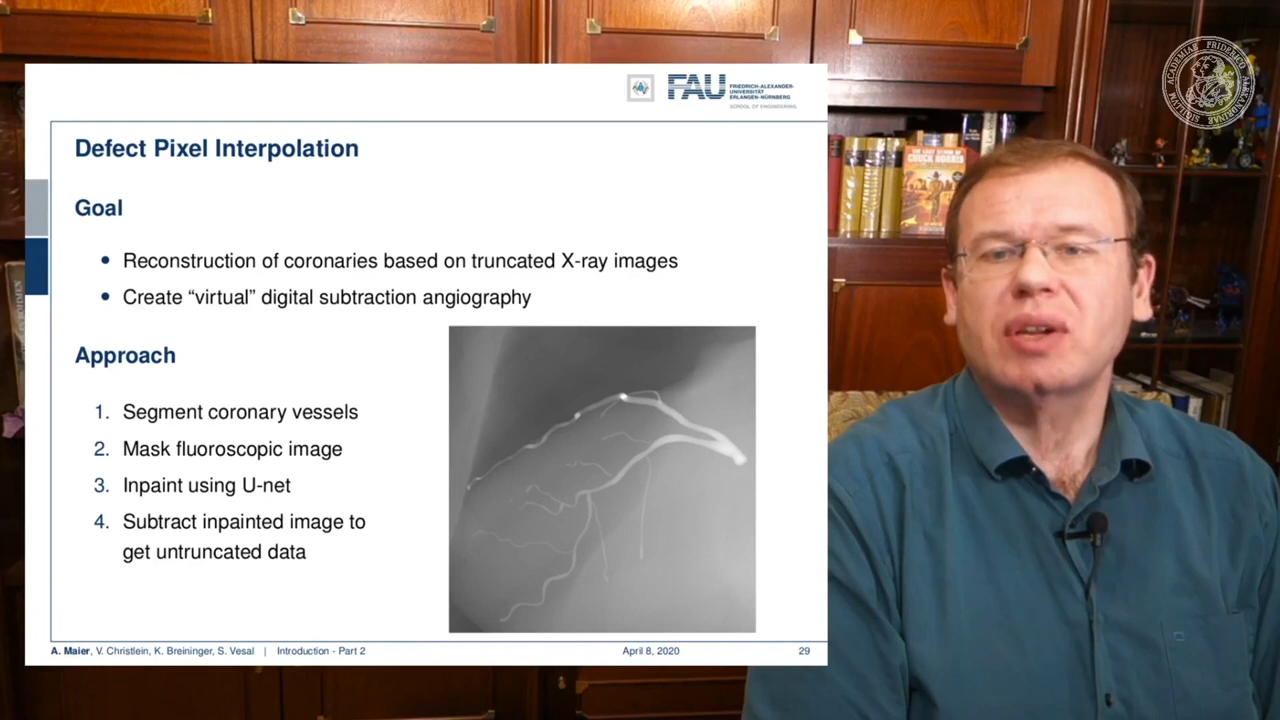 FAU
FRIEDRICH-ALEXANDER-
UNIVERSITÄT
ERLANGEN-NÜRNBERG
SCHOOL OF ENGINEERING
Defect Pixel Interpolation
Goal
• Reconstruction of coronaries based on truncated X-ray images
• Create “virtual” digital subtraction angiography
Approach
1. Segment coronary vessels
2. Mask fluoroscopic image
3. Inpaint using U-net
4. Subtract inpainted image to
get untruncated data
A. Maier, V. Christlein, K. Breininger, S. Vesal | Introduction - Part 2 April 8, 2020 29
CHUCK NORRIS